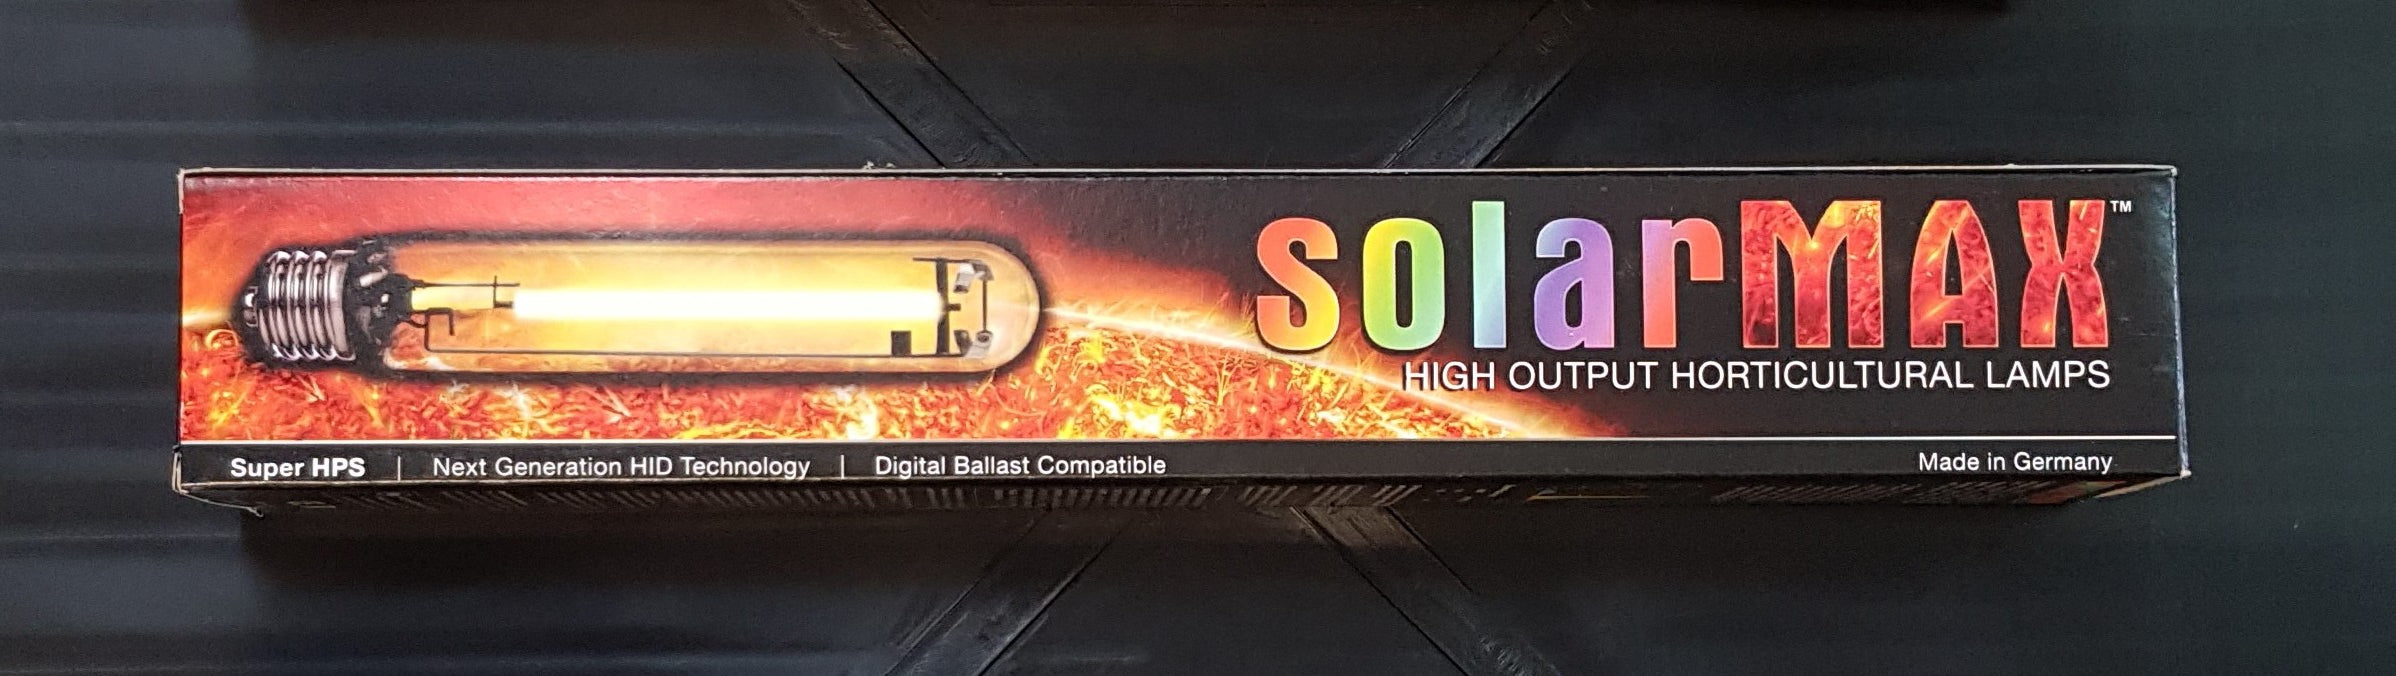 solarMAX™
HIGH OUTPUT HORTICULTURAL LAMPS
Super HPS | Next Generation HID Technology | Digital Ballast Compatible
Made in Germany